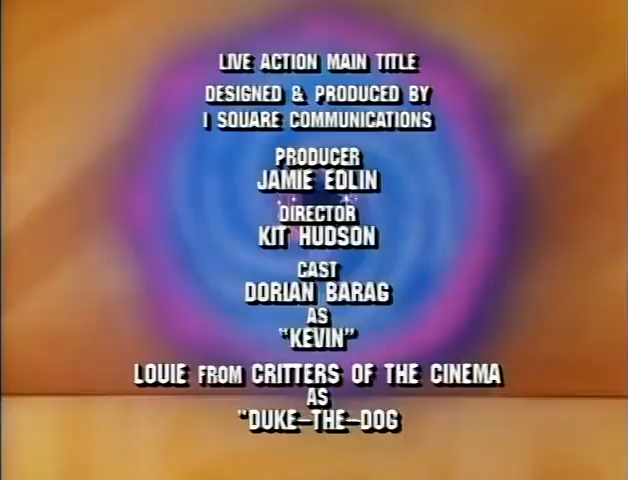 LIVE ACTION MAIN TITLE
DESIGNED & PRODUCED BY
I SQUARE COMMUNICATIONS
PRODUCER
JAMIE EDLIN
DIRECTOR
KIT HUDSON
CAST
DORIAN BARAG
AS
"KEVIN"
LOUIE FROM CRITTERS OF THE CINEMA
AS
"DUKE-THE-DOG